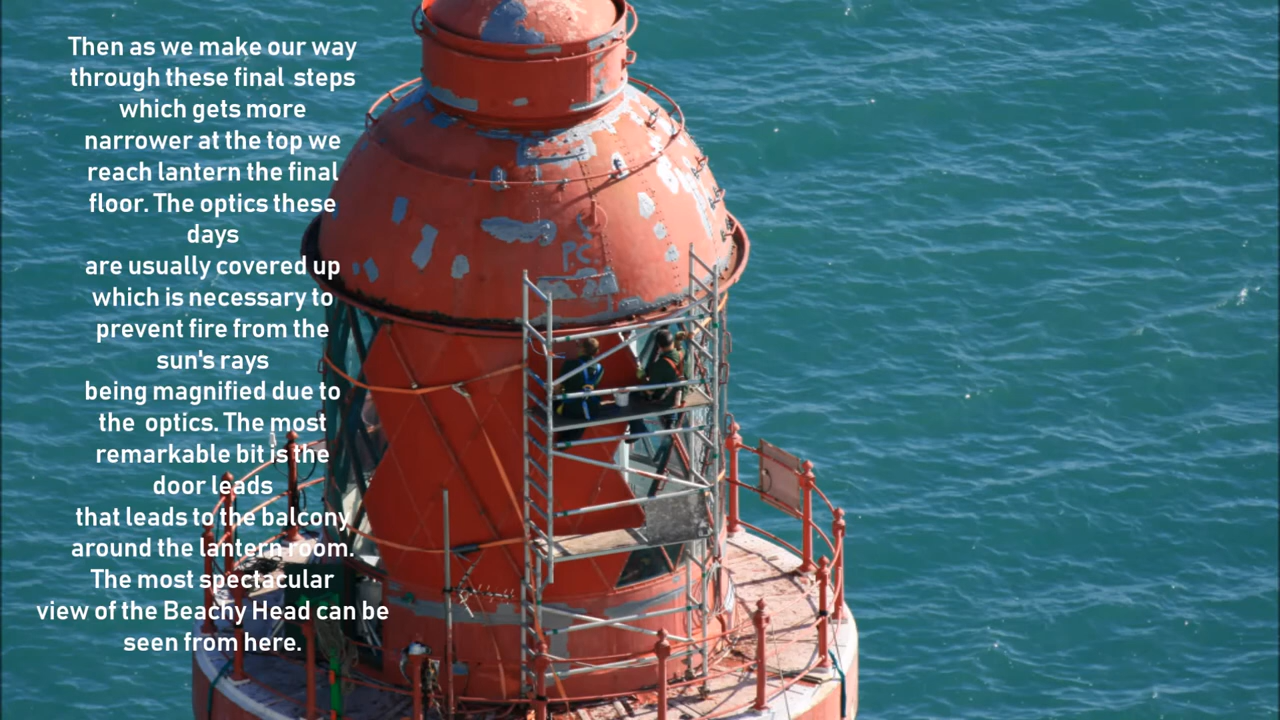 Then as we make our way
through these final  steps
which gets more
narrower at the top we
reach lantern the final
floor. The optics these
days
are usually covered up
which is necessary to
prevent fire from the
sun's rays
being magnified due to
the  optics. The most
remarkable bit is the
door leads
that leads to the balcony
around the lantern room.
The most spectacular
view of the Beachy Head can be
seen from here.